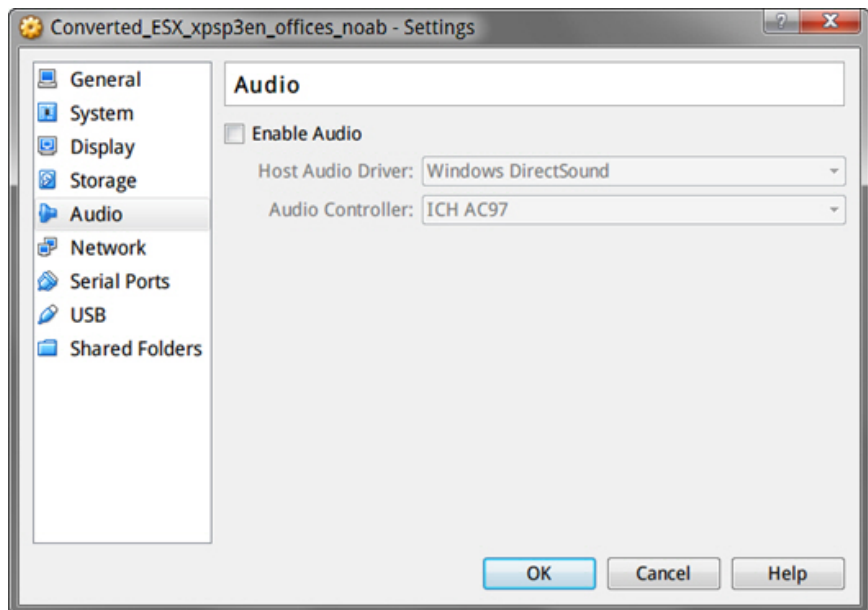 Converted_ESX_xpsp3en_offices_noab - Settings
General
System
Display
Storage
Audio
Network
Serial Ports
USB
Shared Folders
Audio
Enable Audio
Host Audio Driver: Windows DirectSound
Audio Controller: ICH AC97
OK Cancel Help